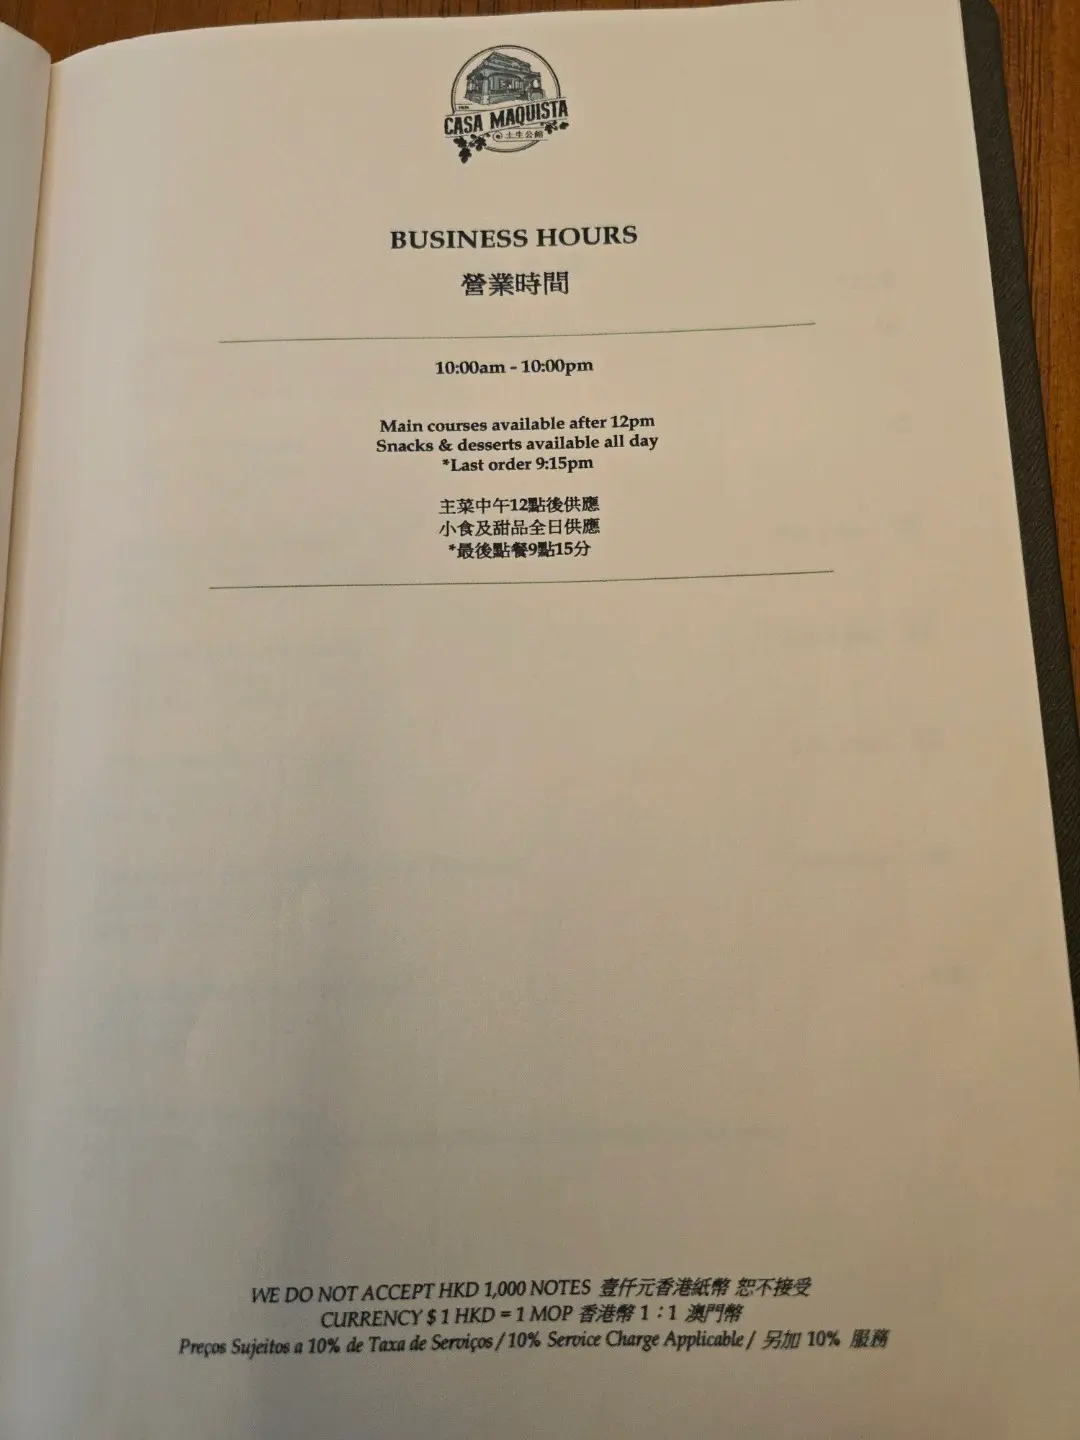 CASA MAQUISTA
土生公館
BUSINESS HOURS
營業時間
10:00am - 10:00pm
Main courses available after 12pm
Snacks & desserts available all day
*Last order 9:15pm
主菜中午12點後供應
小食及甜品全日供應
*最後點餐9點15分
WE DO NOT ACCEPT HKD 1,000 NOTES 壹仟元香港紙幣 恕不接受
CURRENCY $ 1 HKD = 1 MOP 香港幣 1：1 澳門幣
Preços Sujeitos a 10% de Taxa de Serviços / 10% Service Charge Applicable / 另加 10% 服務